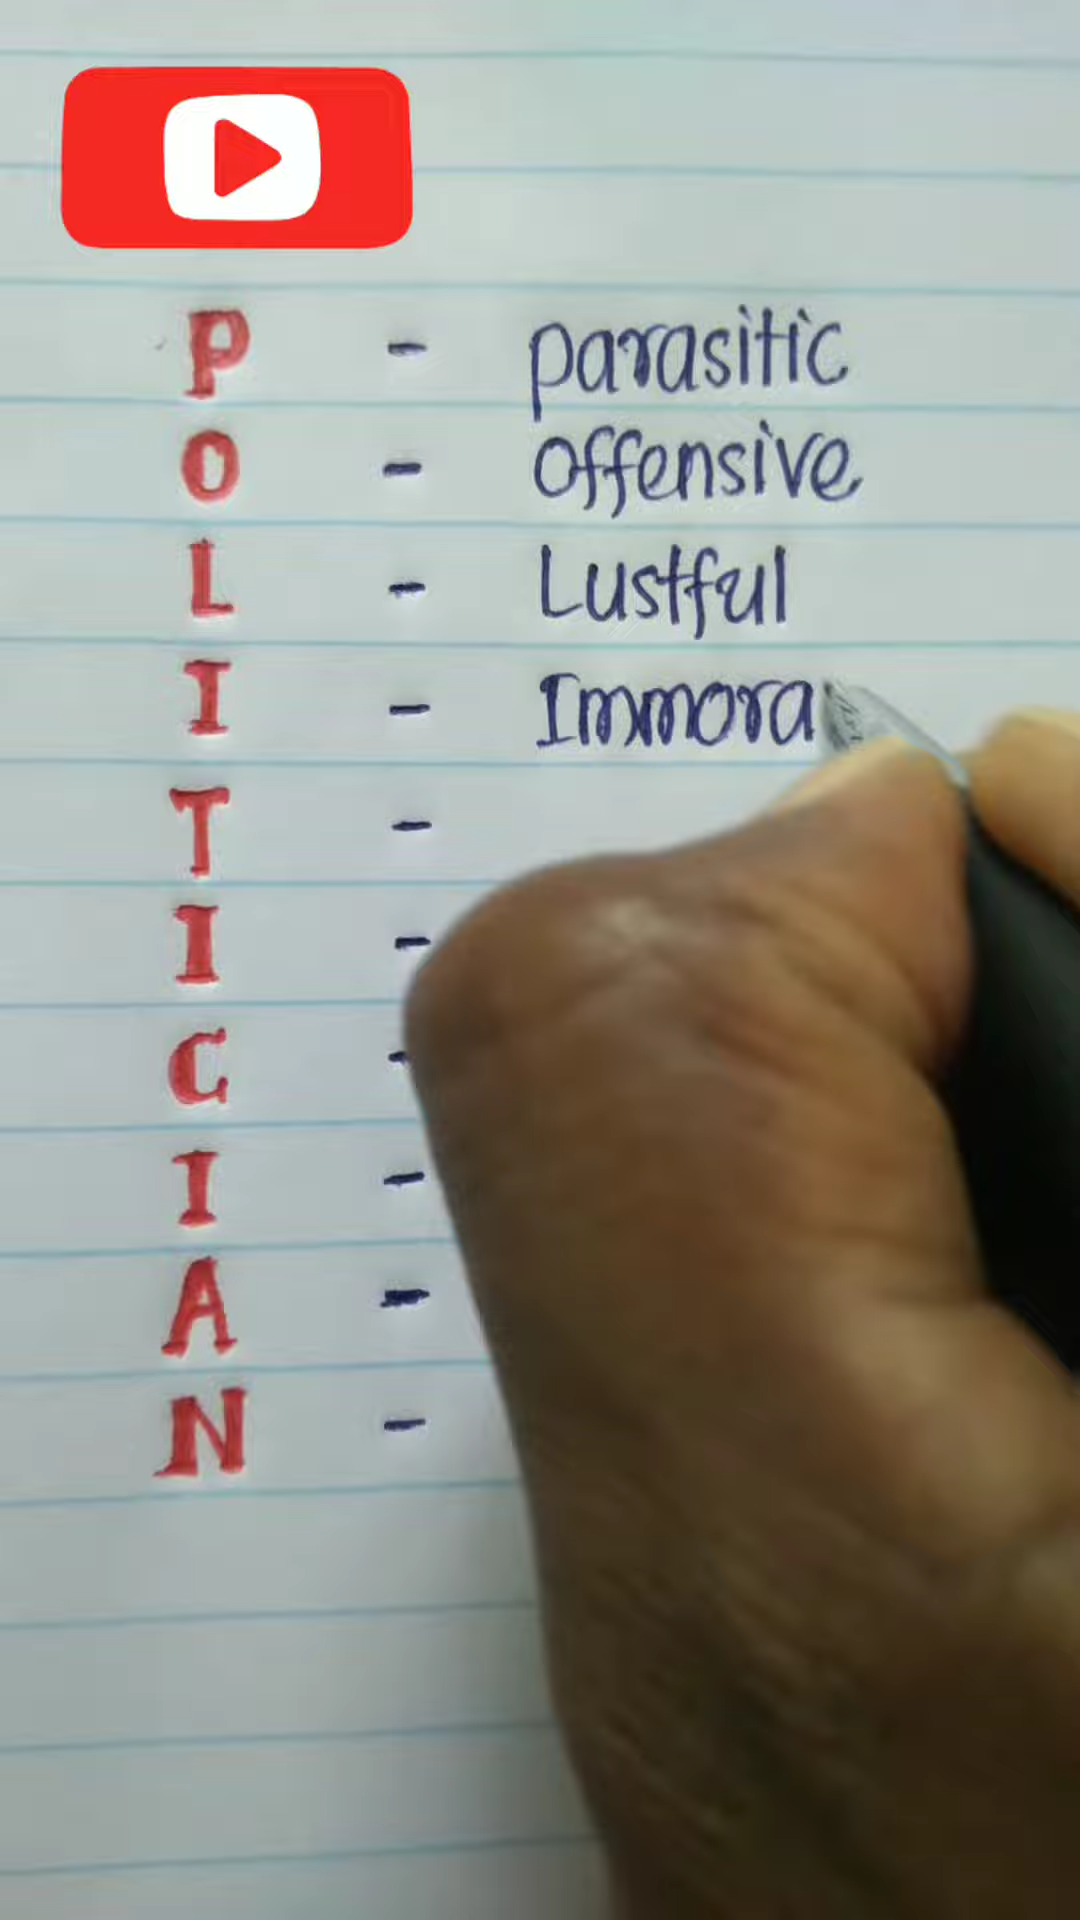 P - parasitic
O - offensive
L - Lustful
I - Immora
T -
I -
C -
I -
A -
N -